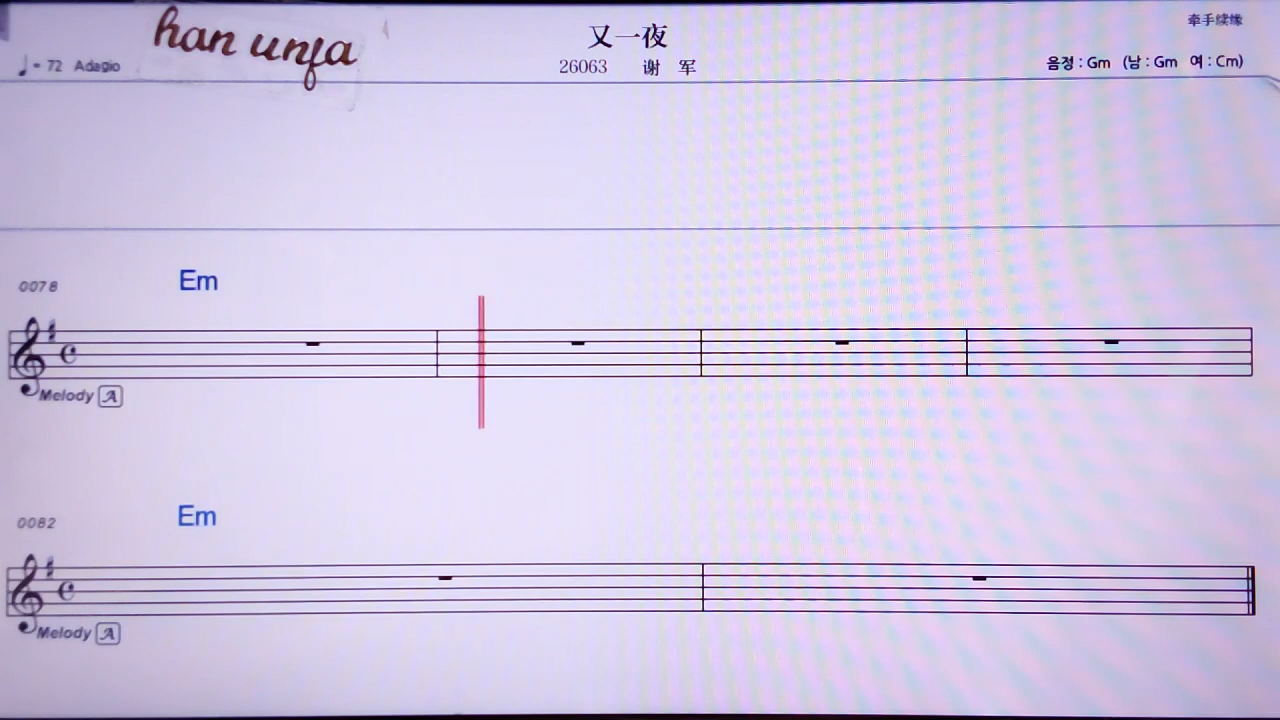 han unfa
又一夜
牵手续缘
♩= 72 Adagio
26063 谢 军
음정 : Gm (남 : Gm 여 : Cm)
0078 Em
Melody A
0082 Em
Melody A